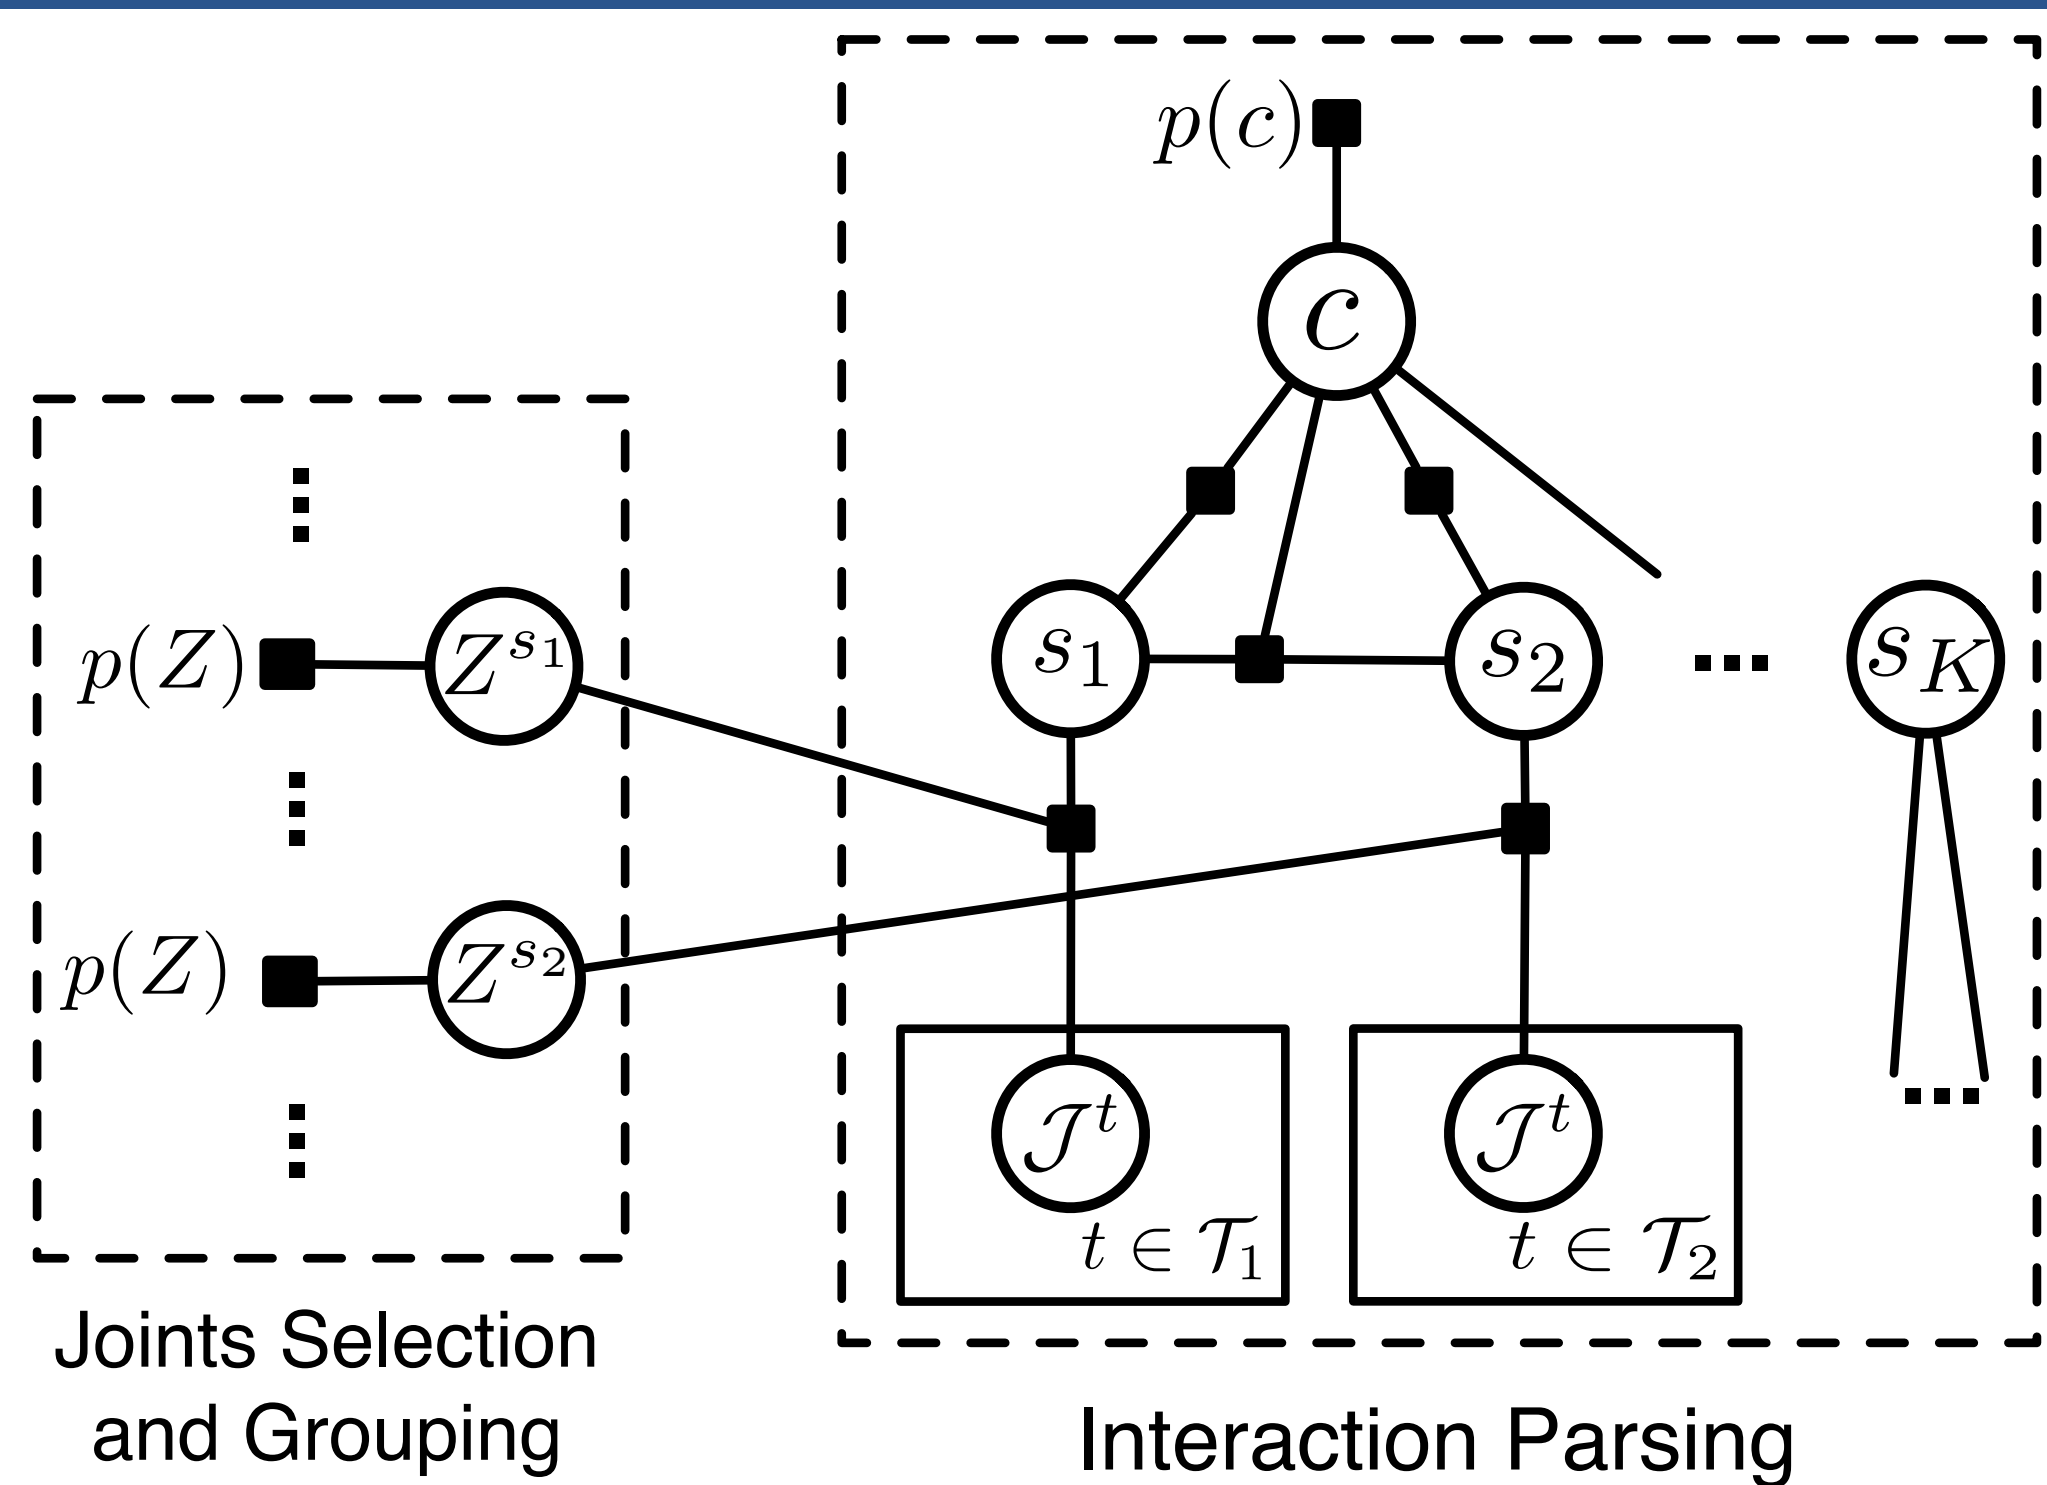 p(c)
c
p(Z) Z^{s_1}
s_1 s_2 ... s_K
p(Z) Z^{s_2}
...
𝒥^t 𝒥^t
t ∈ 𝒯_1 t ∈ 𝒯_2
Joints Selection
and Grouping
Interaction Parsing